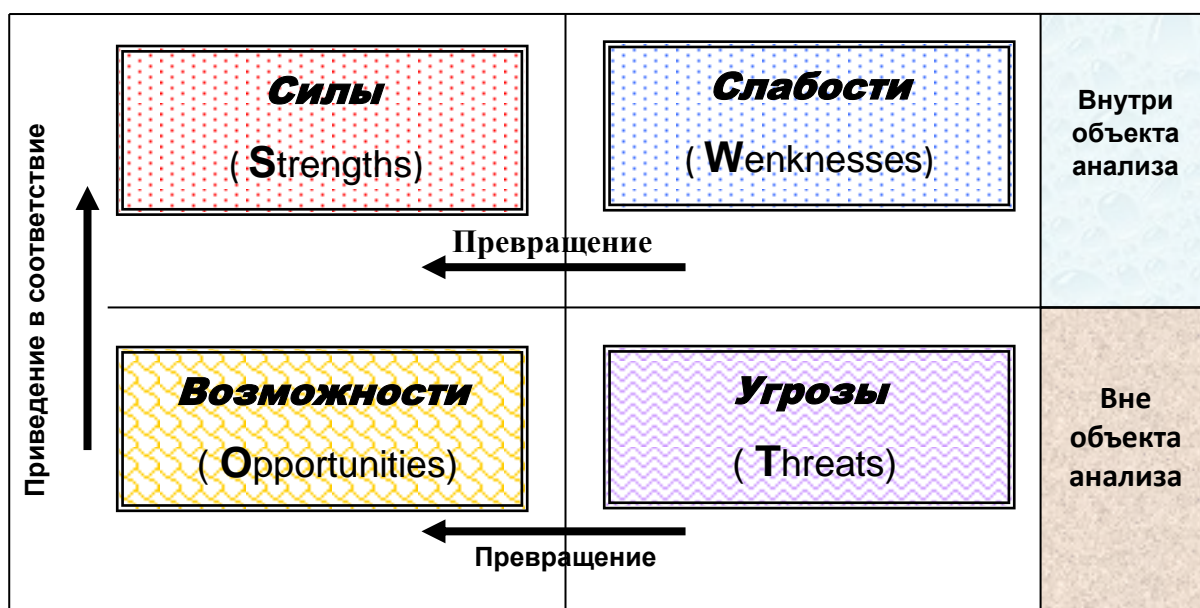 Силы
( Strengths)
Слабости
( Wenknesses)
Внутри
объекта
анализа
Приведение в соответствие
Превращение
Возможности
( Opportunities)
Угрозы
( Threats)
Вне
объекта
анализа
Превращение